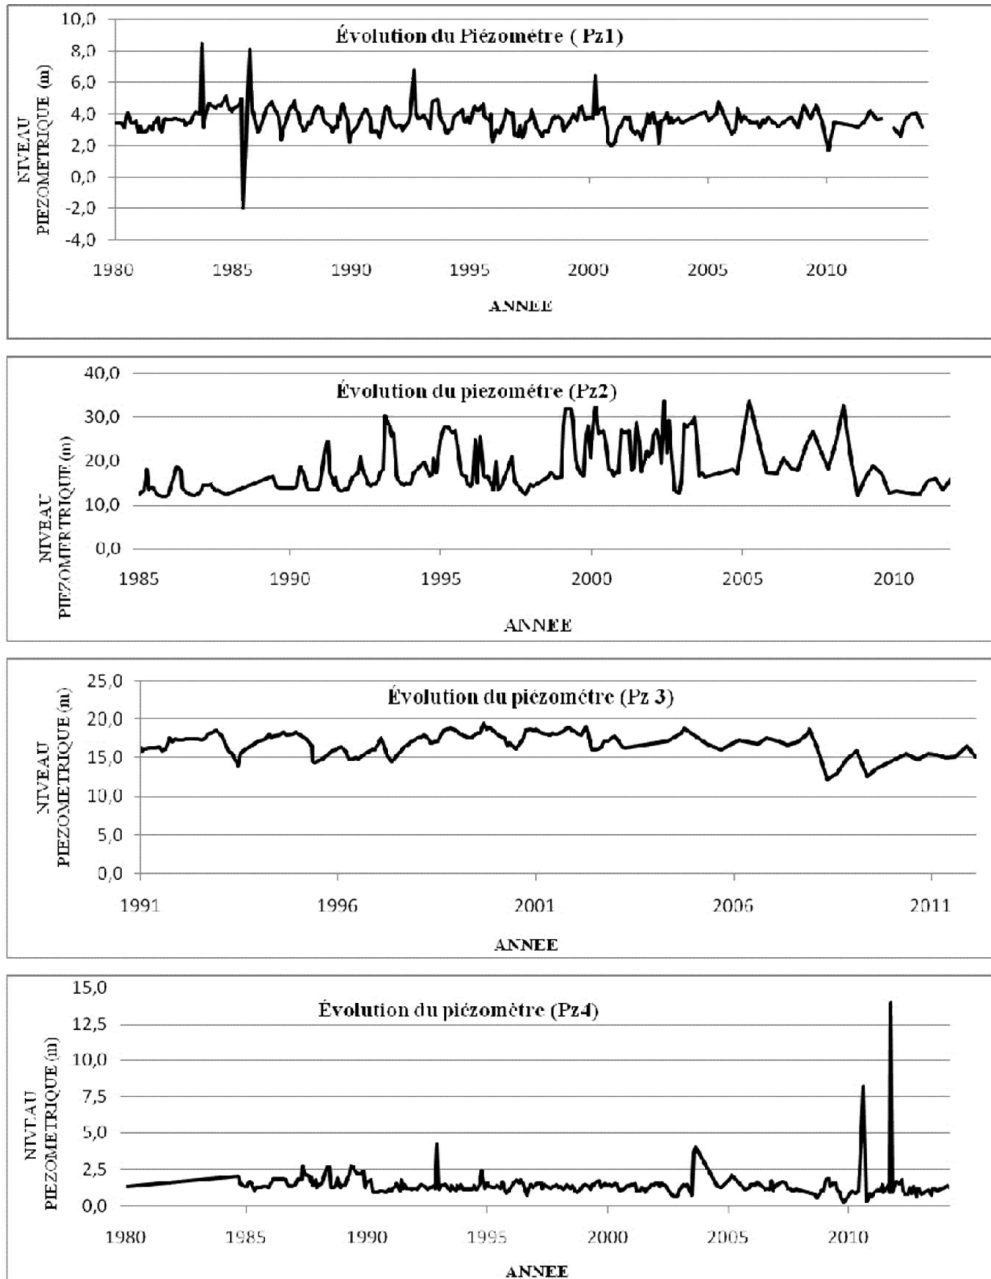 Évolution du Piézomètre ( Pz1)
NIVEAU
PIEZOMETRIQUE (m)
10,0
8,0
6,0
4,0
2,0
0,0
-2,0
-4,0
1980 1985 1990 1995 2000 2005 2010
ANNEE
Évolution du piezométre (Pz2)
NIVEAU
PIEZOMERTRIQUE (m)
40,0
30,0
20,0
10,0
0,0
1985 1990 1995 2000 2005 2010
ANNEE
Évolution du piézométre (Pz 3)
NIVEAU
PIEZOMETRIQUE (m)
25,0
20,0
15,0
10,0
5,0
0,0
1991 1996 2001 2006 2011
ANNEE
Évolution du piézomètre (Pz4)
NIVEAU
PIEZOMETRIQUE (m)
15,0
12,5
10,0
7,5
5,0
2,5
0,0
1980 1985 1990 1995 2000 2005 2010
ANNEE